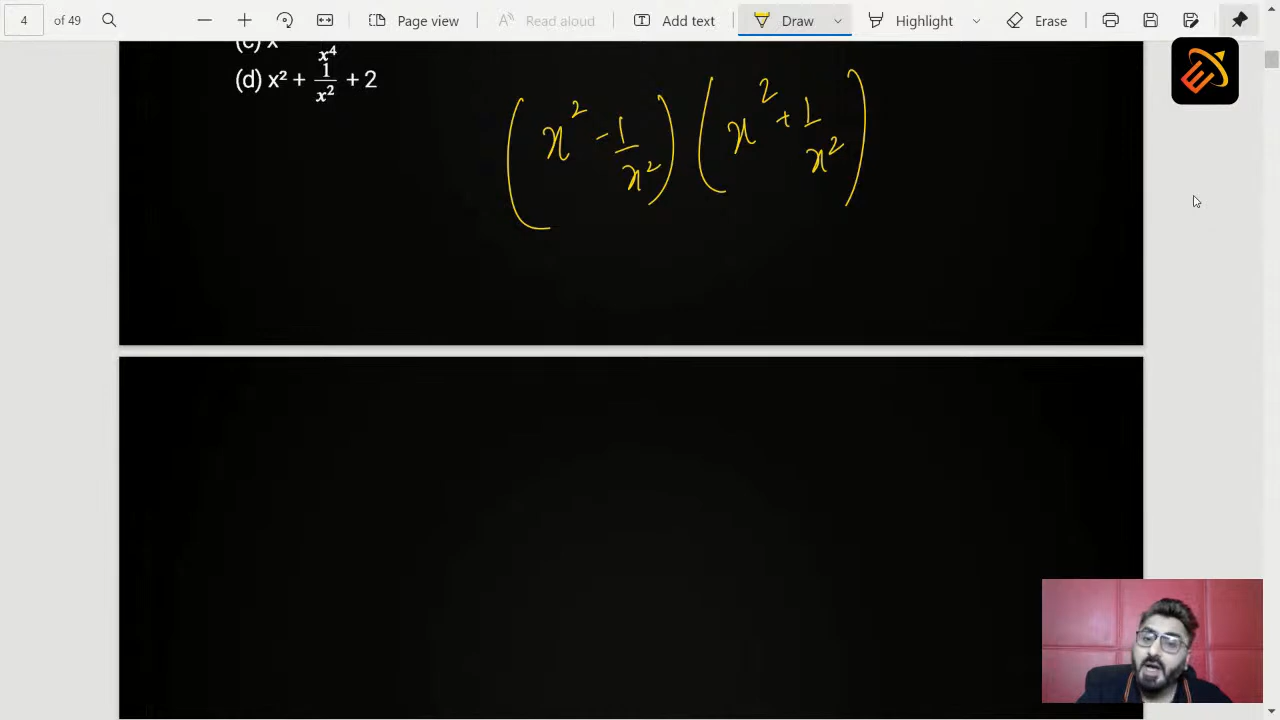 4 of 49 Page view Read aloud Add text Draw Highlight Erase
(c) x
x⁴
(d) x² + 1/x² + 2
(x² - 1/x²) (x² + 1/x²)